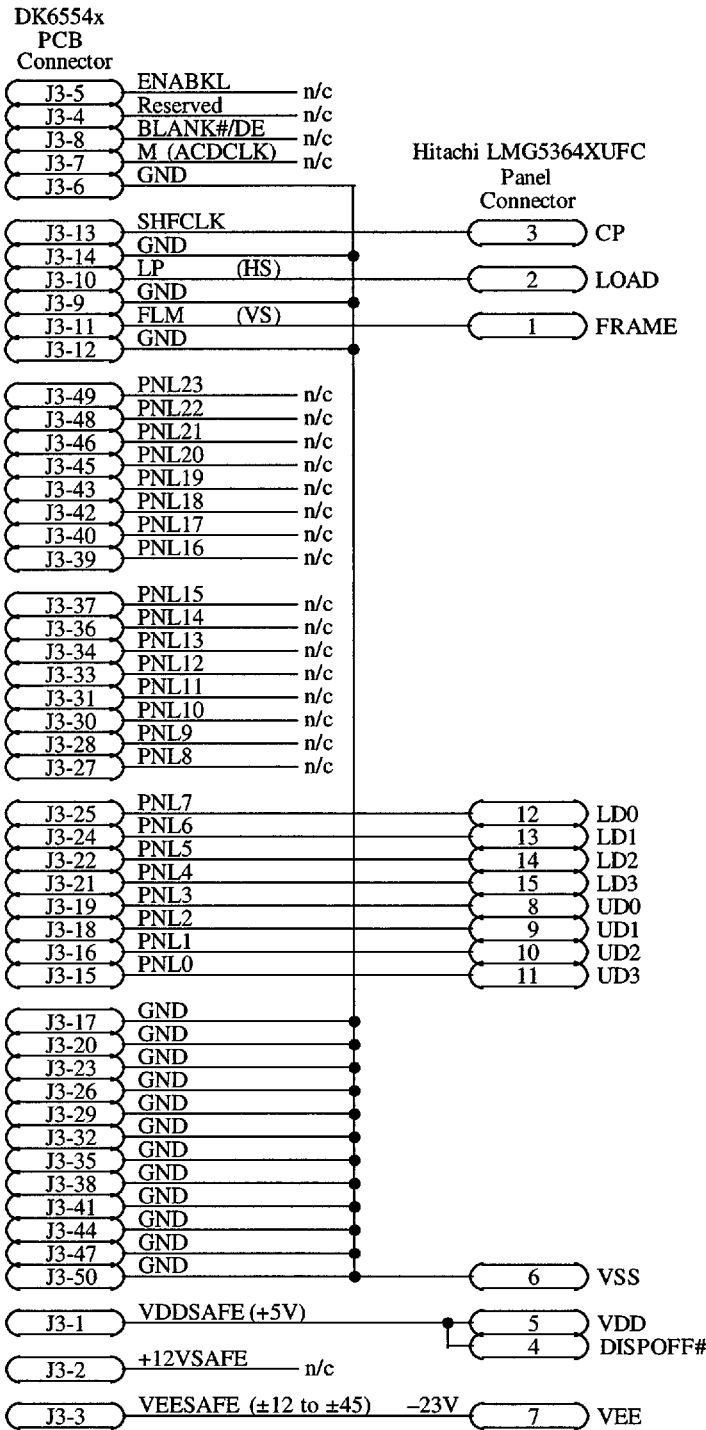 DK6554x
PCB
Connector
J3-5 ENABKL n/c
J3-4 Reserved n/c
J3-8 BLANK#/DE n/c
J3-7 M (ACDCLK) n/c
J3-6 GND
Hitachi LMG5364XUFC
Panel
Connector
J3-13 SHFCLK 3 CP
J3-14 GND
J3-10 LP (HS) 2 LOAD
J3-9 GND
J3-11 FLM (VS) 1 FRAME
J3-12 GND
J3-49 PNL23 n/c
J3-48 PNL22 n/c
J3-46 PNL21 n/c
J3-45 PNL20 n/c
J3-43 PNL19 n/c
J3-42 PNL18 n/c
J3-40 PNL17 n/c
J3-39 PNL16 n/c
J3-37 PNL15 n/c
J3-36 PNL14 n/c
J3-34 PNL13 n/c
J3-33 PNL12 n/c
J3-31 PNL11 n/c
J3-30 PNL10 n/c
J3-28 PNL9 n/c
J3-27 PNL8 n/c
J3-25 PNL7 12 LD0
J3-24 PNL6 13 LD1
J3-22 PNL5 14 LD2
J3-21 PNL4 15 LD3
J3-19 PNL3 8 UD0
J3-18 PNL2 9 UD1
J3-16 PNL1 10 UD2
J3-15 PNL0 11 UD3
J3-17 GND
J3-20 GND
J3-23 GND
J3-26 GND
J3-29 GND
J3-32 GND
J3-35 GND
J3-38 GND
J3-41 GND
J3-44 GND
J3-47 GND
J3-50 GND 6 VSS
J3-1 VDDSAFE (+5V) 5 VDD
4 DISPOFF#
J3-2 +12VSAFE n/c
J3-3 VEESAFE (±12 to ±45) –23V 7 VEE